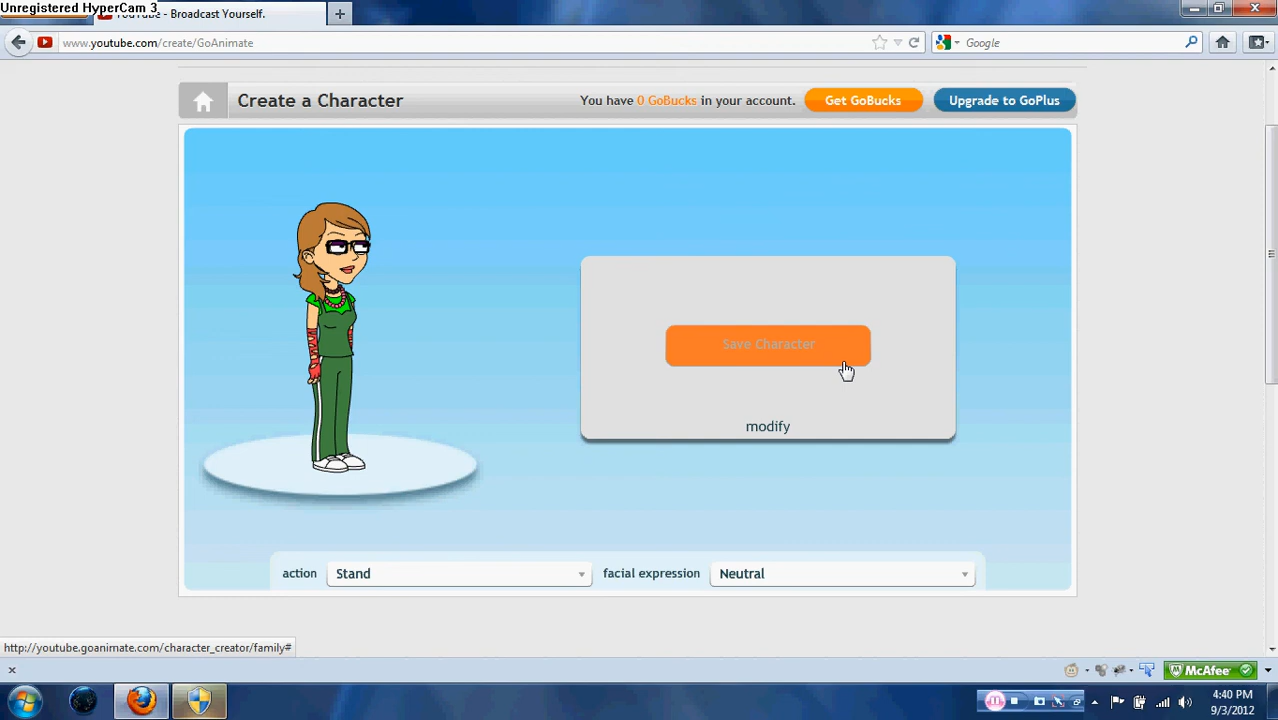 Unregistered HyperCam 3
YouTube - Broadcast Yourself.
www.youtube.com/create/GoAnimate
Google
Create a Character
You have 0 GoBucks in your account.
Get GoBucks
Upgrade to GoPlus
Save Character
modify
action
Stand
facial expression
Neutral
http://youtube.goanimate.com/character_creator/family#
McAfee
4:40 PM
9/3/2012